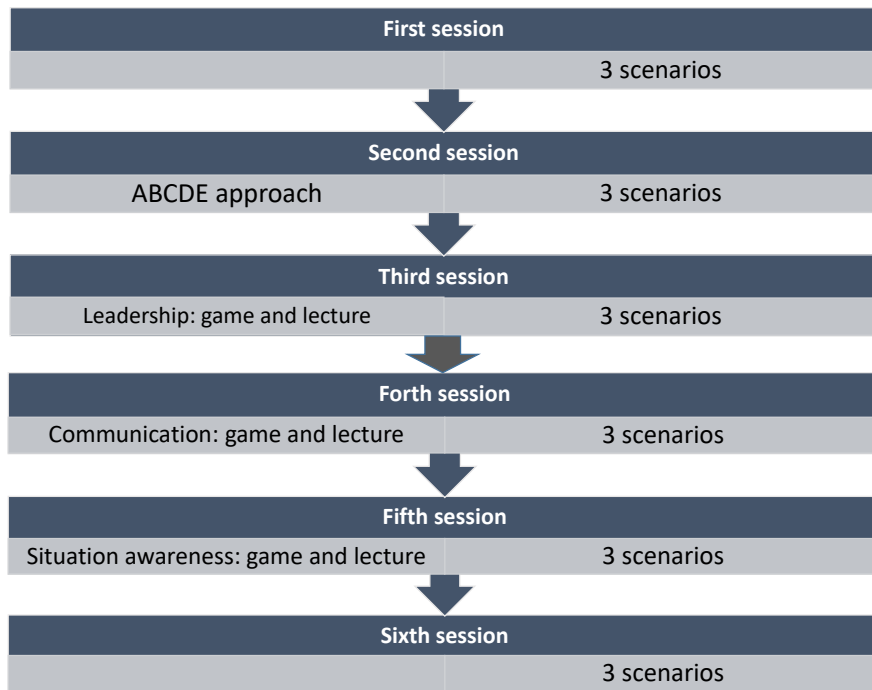 First session
3 scenarios
Second session
ABCDE approach 3 scenarios
Third session
Leadership: game and lecture 3 scenarios
Forth session
Communication: game and lecture 3 scenarios
Fifth session
Situation awareness: game and lecture 3 scenarios
Sixth session
3 scenarios